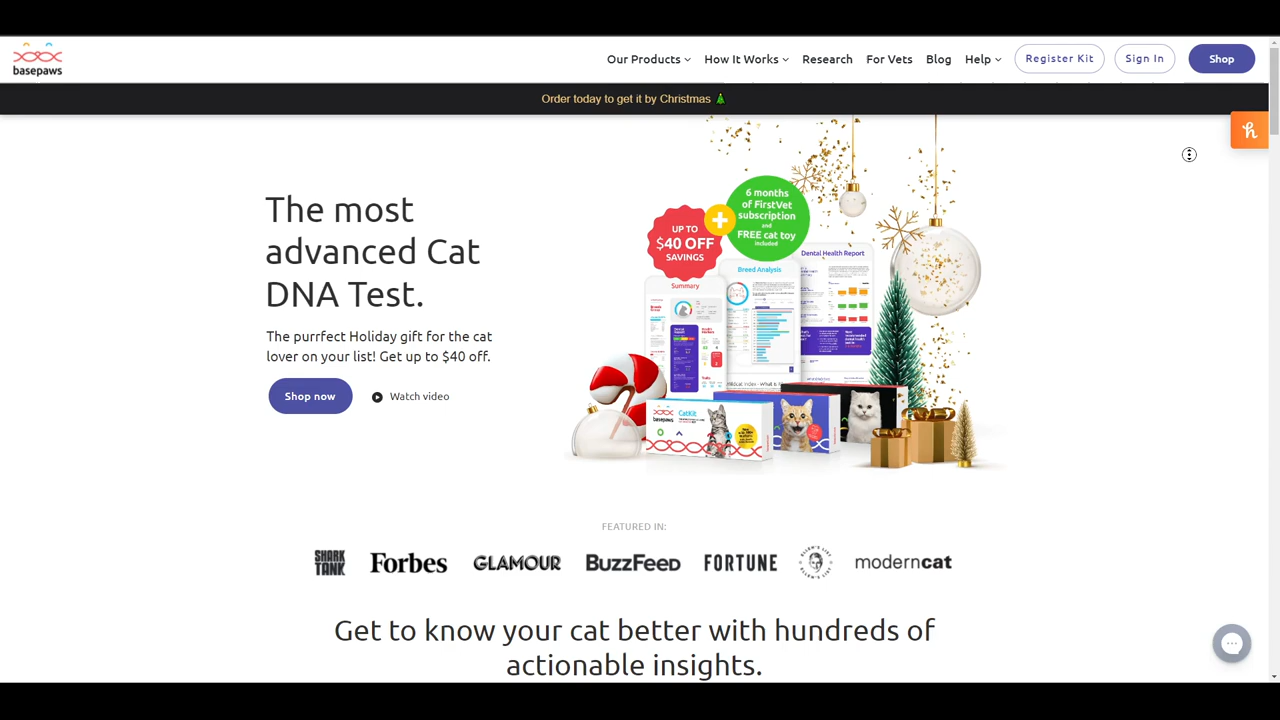 basepaws
Our Products
How It Works
Research
For Vets
Blog
Help
Register Kit
Sign In
Shop
Order today to get it by Christmas
The most
advanced Cat
DNA Test.
The purrfect Holiday gift for the cat
lover on your list! Get up to $40 off.
Shop now
Watch video
UP TO
$40 OFF
SAVINGS
6 months
of FirstVet
subscription
and
FREE cat toy
included
Summary
Breed Analysis
Dental Health Report
basepaws
CatKit
FEATURED IN:
SHARK
TANK
Forbes
GLAMOUR
BuzzFeed
FORTUNE
moderncat
Get to know your cat better with hundreds of
actionable insights.